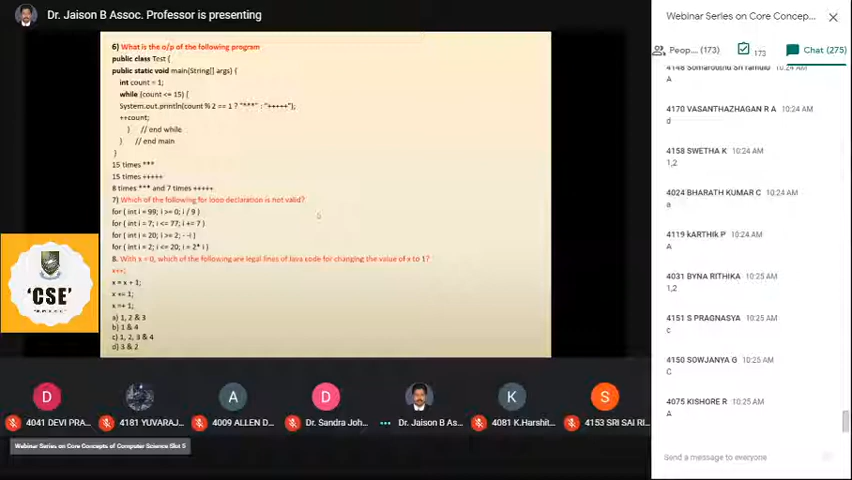 Dr. Jaison B Assoc. Professor is presenting
6) What is the o/p of the following program
public class Test {
public static void main(String[] args) {
int count = 1;
while (count <= 15) {
System.out.println(count % 2 == 1 ? "***" : "+++++");
++count;
} // end while
} // end main
}
15 times ***
15 times +++++
8 times *** and 7 times +++++
7) Which of the following for loop declaration is not valid?
for ( int i = 99; i >= 0; i / 9 )
for ( int i = 7; i <= 77; i += 7 )
for ( int i = 20; i >= 2; - -i )
for ( int i = 2; i <= 20; i = 2* i )
8. With x = 0, which of the following are legal lines of Java code for changing the value of x to 1?
x++;
x = x + 1;
x += 1;
x =+ 1;
a) 1, 2 & 3
b) 1 & 4
c) 1, 2, 3 & 4
d) 3 & 2
'CSE'
D
A
D
K
S
4041 DEVI PRA...
4181 YUVARAJ...
4009 ALLEN D...
Dr. Sandra Joh...
Dr. Jaison B As...
4081 K.Harshit...
4153 SRI SAI RI...
Webinar Series on Core Concepts of Computer Science Slot 5
Webinar Series on Core Concep...
Peop... (173)
173
Chat (275)
10:24 AM
A
4170 VASANTHAZHAGAN R A 10:24 AM
d
4158 SWETHA K 10:24 AM
1,2
4024 BHARATH KUMAR C 10:24 AM
a
4119 kARTHIk P 10:24 AM
A
4031 BYNA RITHIKA 10:25 AM
1,2
4151 S PRAGNASYA 10:25 AM
c
4150 SOWJANYA G 10:25 AM
C
4075 KISHORE R 10:25 AM
A
Send a message to everyone